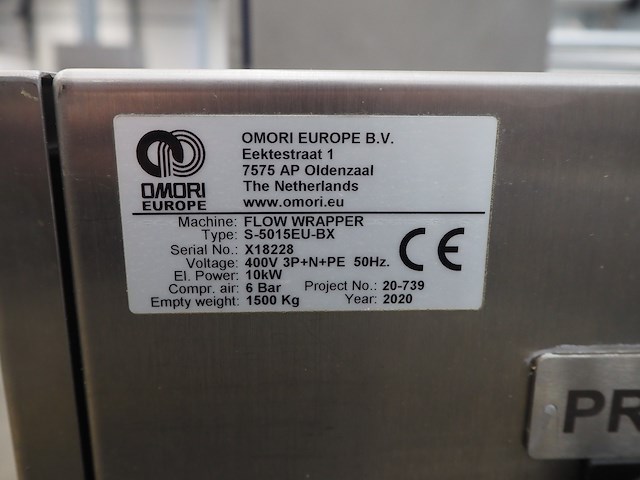 OMORI
EUROPE
OMORI EUROPE B.V.
Eektestraat 1
7575 AP Oldenzaal
The Netherlands
www.omori.eu
Machine: FLOW WRAPPER
Type: S-5015EU-BX
Serial No.: X18228
Voltage: 400V 3P+N+PE 50Hz.
El. Power: 10kW
Compr. air: 6 Bar Project No.: 20-739
Empty weight: 1500 Kg Year: 2020
CE
PR